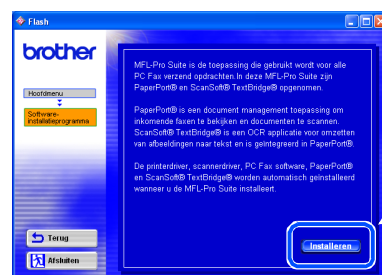 Flash
brother
Hoofdmenu
Software-
installatieprogramma
MFL-Pro Suite is de toepassing die gebruikt wordt voor alle
PC Fax verzend opdrachten.In deze MFL-Pro Suite zijn
PaperPort® en ScanSoft® TextBridge® opgenomen.
PaperPort® is een document management toepassing om
inkomende faxen te bekijken en documenten te scannen.
ScanSoft® TextBridge® is een OCR applicatie voor omzetten
van afbeeldingen naar tekst en is geïntegreerd in PaperPort®.
De printerdriver, scannerdriver, PC Fax software, PaperPort®
en ScanSoft® TextBridge® worden automatisch geïnstalleerd
wanneer u de MFL-Pro Suite installeert.
Terug
Afsluiten
Installeren